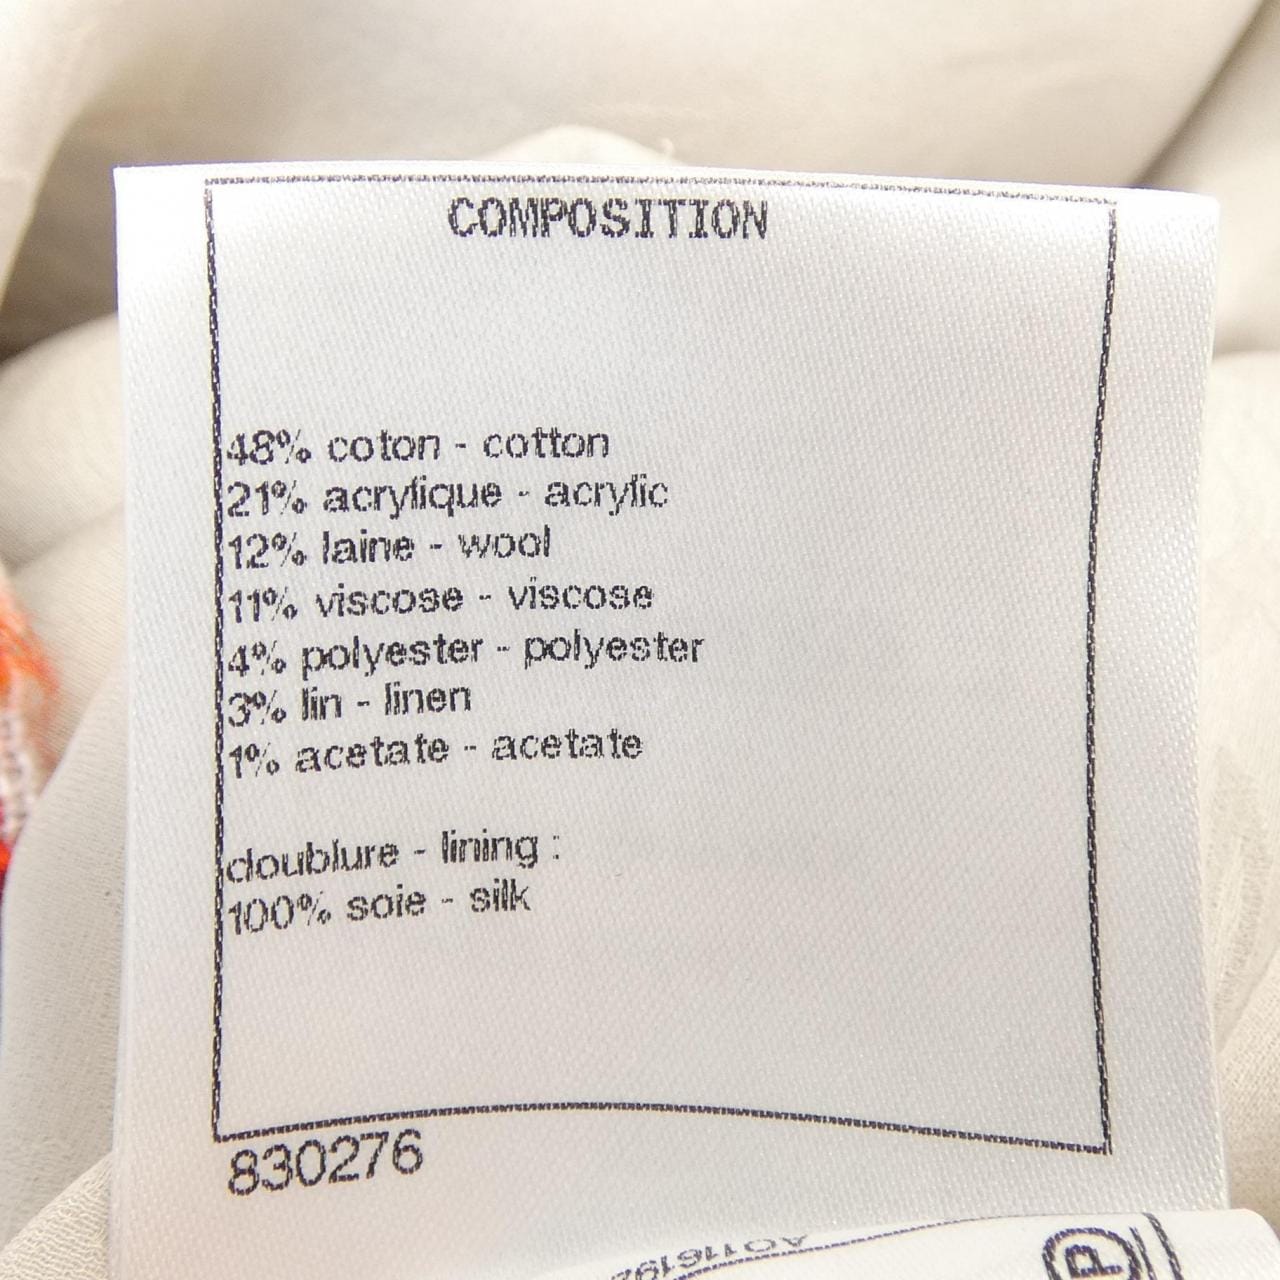 COMPOSITION
48% coton - cotton
21% acrylique - acrylic
12% laine - wool
11% viscose - viscose
4% polyester - polyester
3% lin - linen
1% acetate - acetate
doublure - lining :
100% soie - silk
830276
P